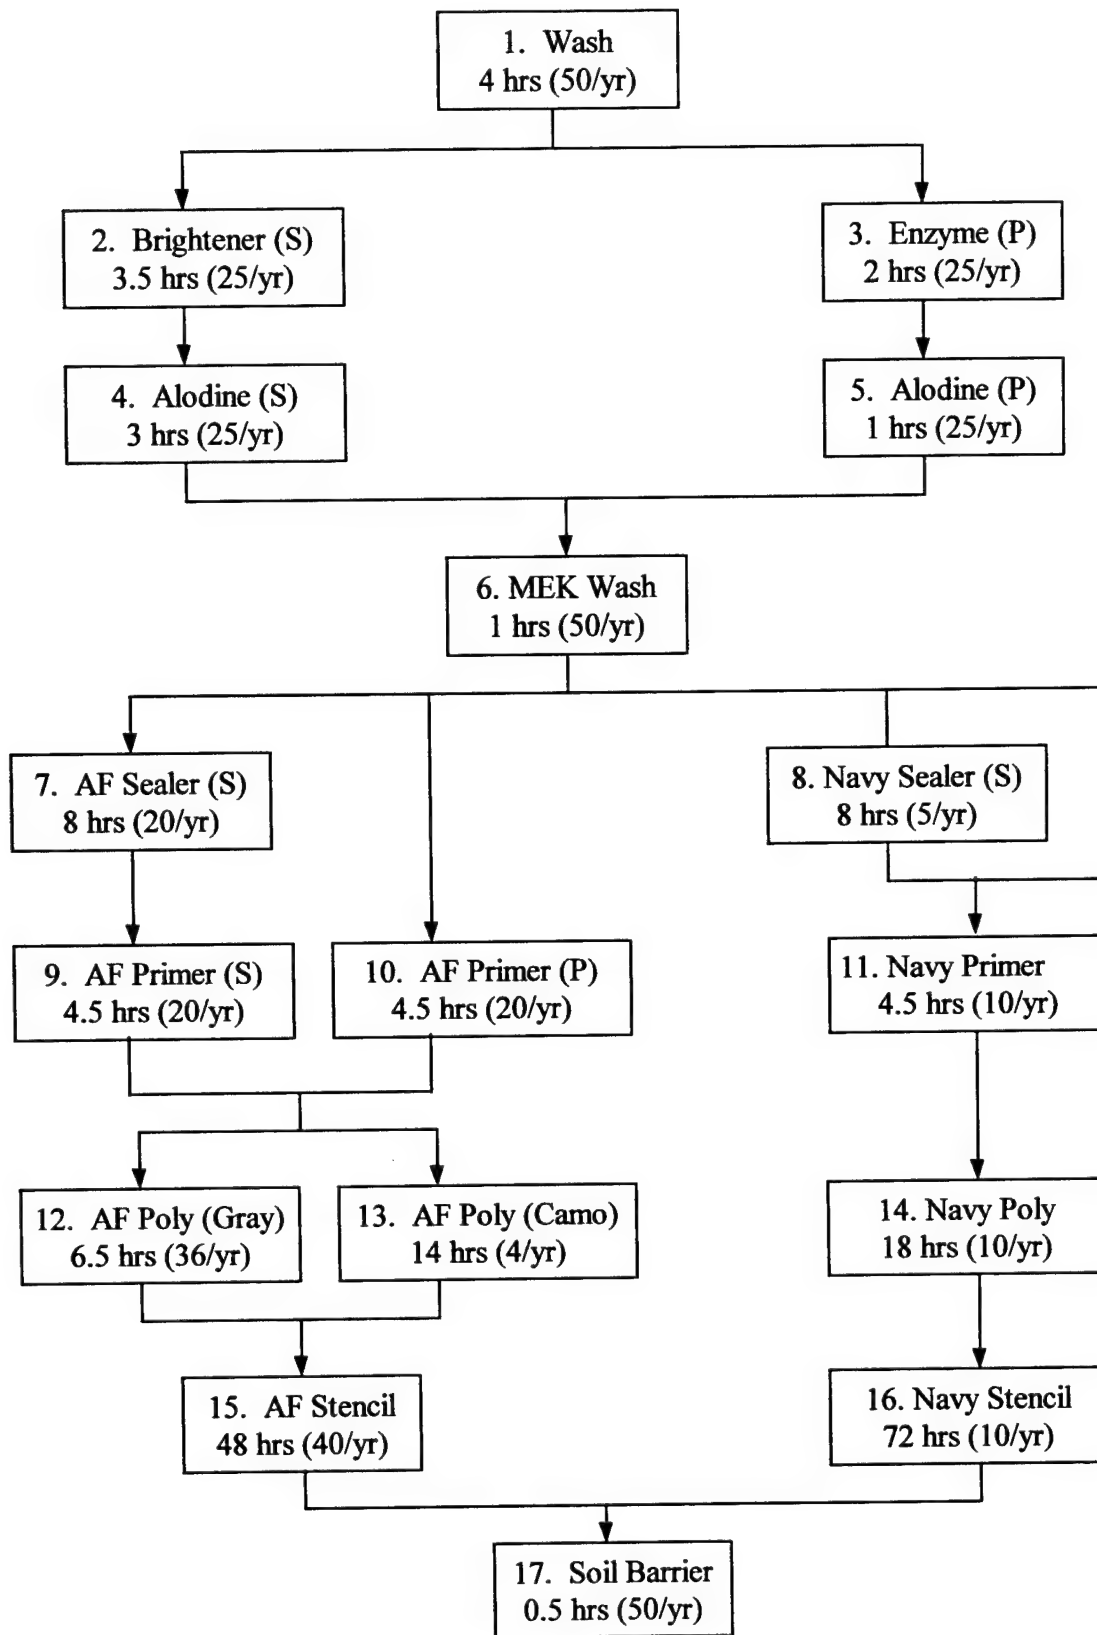 1. Wash
4 hrs (50/yr)
2. Brightener (S)
3.5 hrs (25/yr)
3. Enzyme (P)
2 hrs (25/yr)
4. Alodine (S)
3 hrs (25/yr)
5. Alodine (P)
1 hrs (25/yr)
6. MEK Wash
1 hrs (50/yr)
7. AF Sealer (S)
8 hrs (20/yr)
8. Navy Sealer (S)
8 hrs (5/yr)
9. AF Primer (S)
4.5 hrs (20/yr)
10. AF Primer (P)
4.5 hrs (20/yr)
11. Navy Primer
4.5 hrs (10/yr)
12. AF Poly (Gray)
6.5 hrs (36/yr)
13. AF Poly (Camo)
14 hrs (4/yr)
14. Navy Poly
18 hrs (10/yr)
15. AF Stencil
48 hrs (40/yr)
16. Navy Stencil
72 hrs (10/yr)
17. Soil Barrier
0.5 hrs (50/yr)